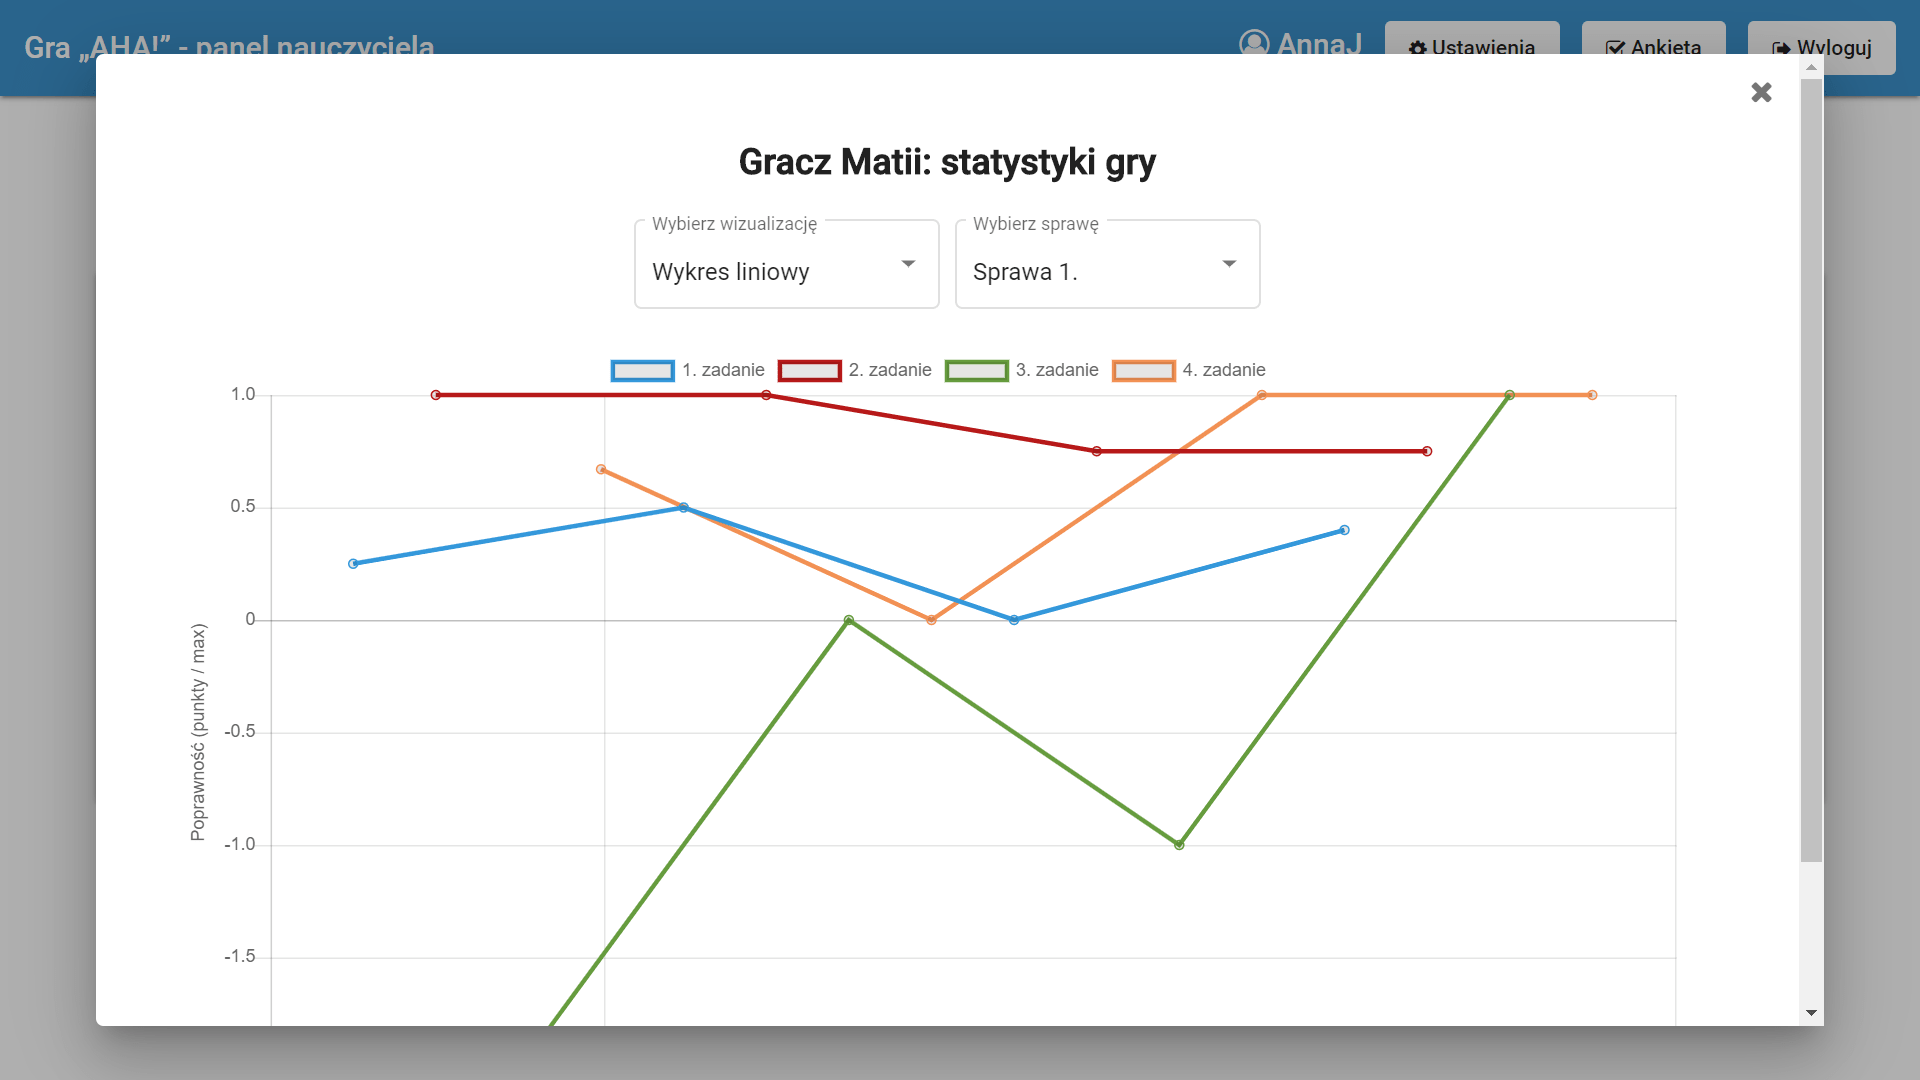 Gra „AHA!” - panel nauczyciela
AnnaJ
Ustawienia
Ankieta
Wyloguj
Gracz Matii: statystyki gry
Wybierz wizualizację
Wykres liniowy
Wybierz sprawę
Sprawa 1.
1. zadanie
2. zadanie
3. zadanie
4. zadanie
1.0
0.5
0
-0.5
-1.0
-1.5
Poprawność (punkty / max)